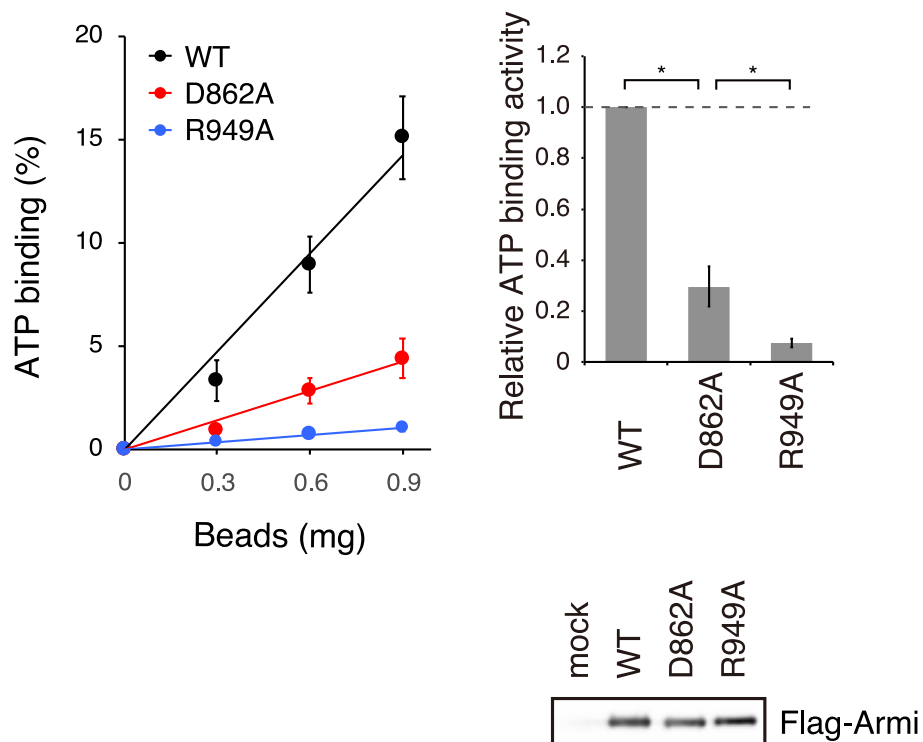 20
15
10
5
0
ATP binding (%)
WT
D862A
R949A
0
0.3
0.6
0.9
Beads (mg)
Relative ATP binding activity
1.2
1.0
0.8
0.6
0.4
0.2
0
*
*
WT
D862A
R949A
mock
WT
D862A
R949A
Flag-Armi